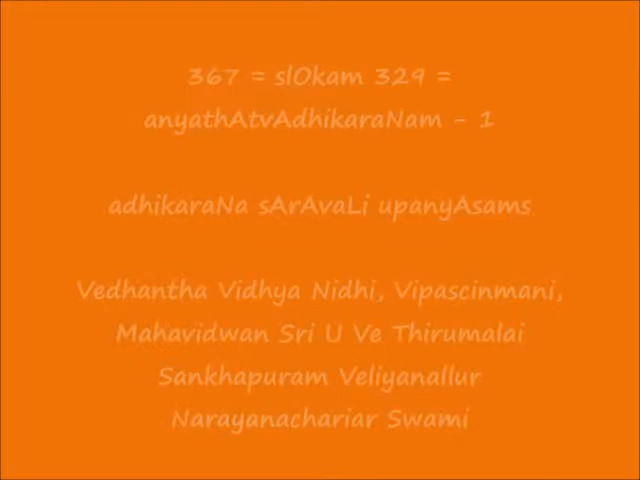 367 = slOkam 329 =
anyathAtvAdhikaraNam - 1
adhikaraNa sArAvaLi upanyAsams
Vedhantha Vidhya Nidhi, Vipascinmani,
Mahavidwan Sri U Ve Thirumalai
Sankhapuram Veliyanallur
Narayanachariar Swami